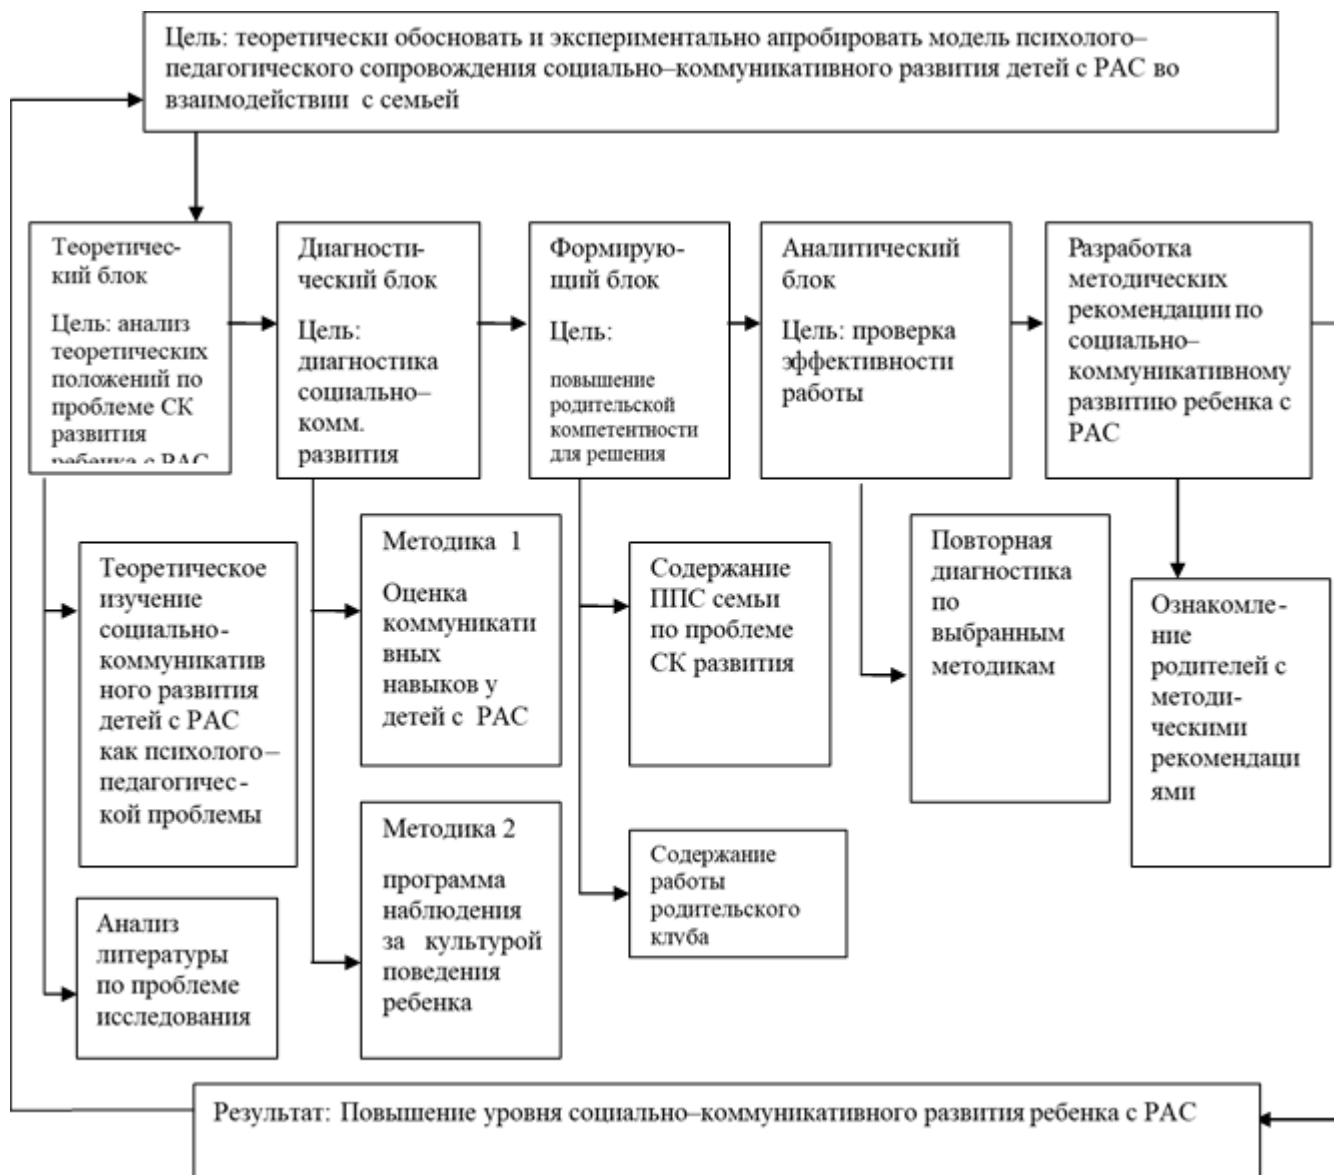 Цель: теоретически обосновать и экспериментально апробировать модель психолого–
педагогического сопровождения социально–коммуникативного развития детей с РАС во
взаимодействии с семьей
Теоретичес-
кий блок
Цель: анализ
теоретических
положений по
проблеме СК
развития
ребенка с РАС
Диагности-
ческий блок
Цель:
диагностика
социально–
комм.
развития
Формирую-
щий блок
Цель:
повышение
родительской
компетентности
для решения
Аналитический
блок
Цель: проверка
эффективности
работы
Разработка
методических
рекомендации по
социально–
коммуникативному
развитию ребенка с
РАС
Теоретическое
изучение
социально-
коммуникатив
ного развития
детей с РАС
как психолого–
педагогичес-
кой проблемы
Анализ
литературы
по проблеме
исследования
Методика 1
Оценка
коммуникати
вных
навыков у
детей с РАС
Методика 2
программа
наблюдения
за культурой
поведения
ребенка
Содержание
ППС семьи
по проблеме
СК развития
Содержание
работы
родительского
клуба
Повторная
диагностика
по
выбранным
методикам
Ознакомле-
ние
родителей с
методи-
ческими
рекомендаци
ями
Результат: Повышение уровня социально–коммуникативного развития ребенка с РАС